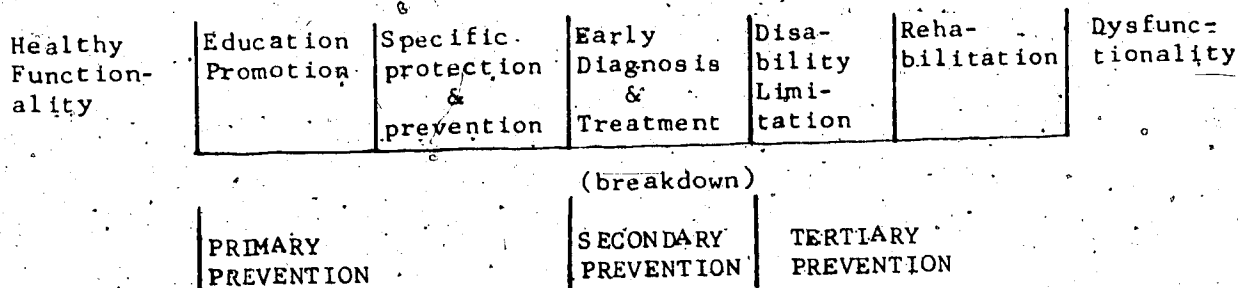 Healthy
Function-
ality
Education
Promotion
Specific
protection
&
prevention
Early
Diagnosis
&
Treatment
Disa-
bility
Limi-
tation
Reha-
bilitation
Dysfunc-
tionality
(breakdown)
PRIMARY
PREVENTION
SECONDARY
PREVENTION
TERTIARY
PREVENTION